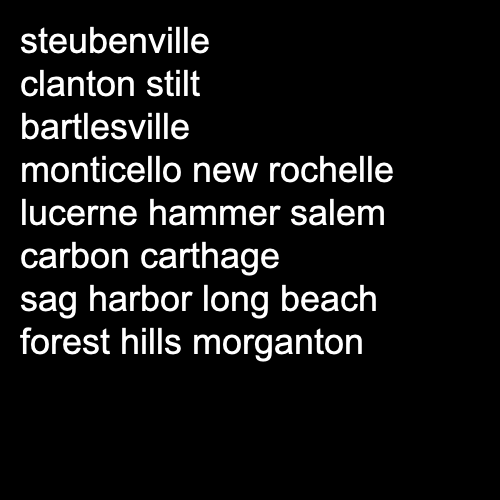 steubenville
clanton stilt
bartlesville
monticello new rochelle
lucerne hammer salem
carbon carthage
sag harbor long beach
forest hills morganton